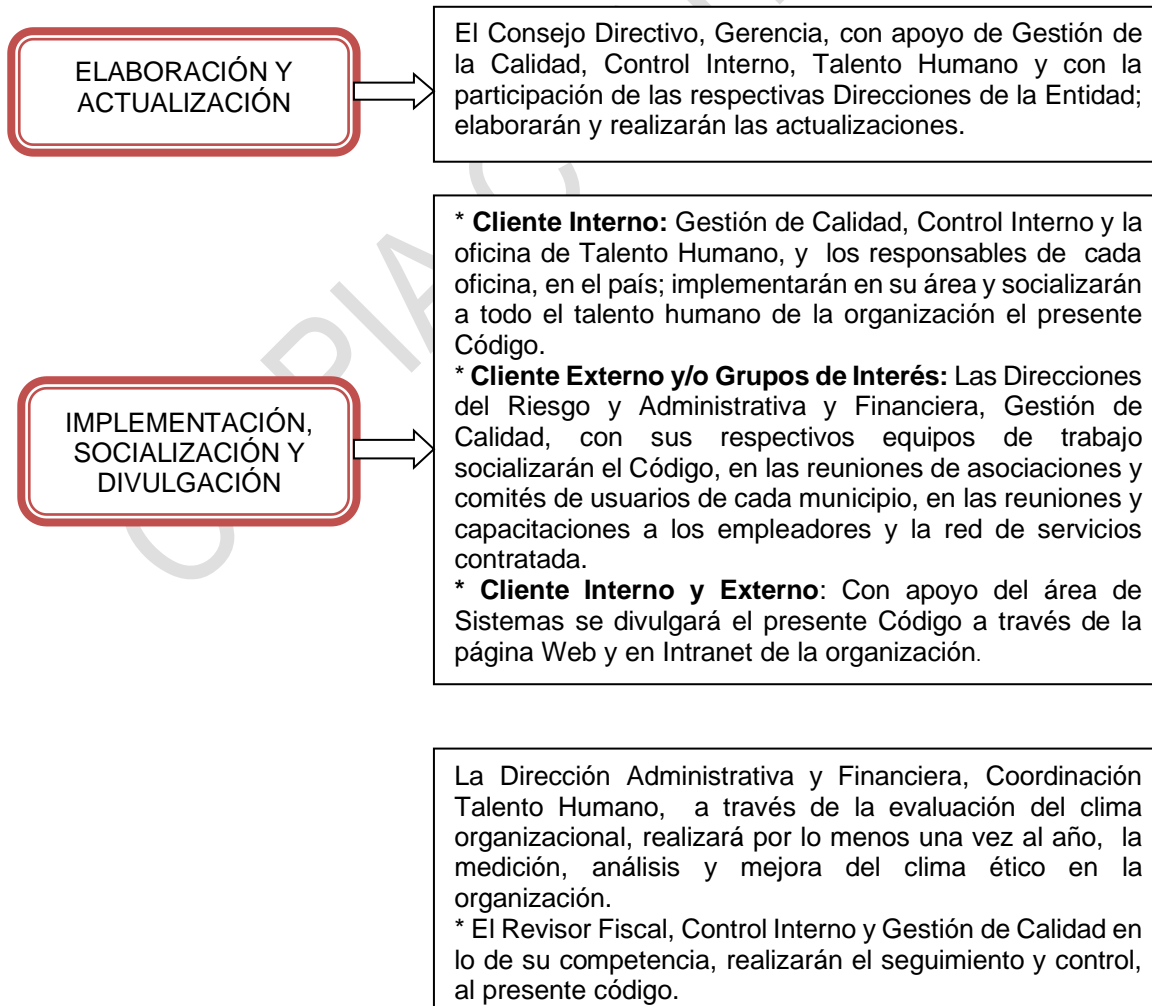 ELABORACIÓN Y
ACTUALIZACIÓN
El Consejo Directivo, Gerencia, con apoyo de Gestión de
la Calidad, Control Interno, Talento Humano y con la
participación de las respectivas Direcciones de la Entidad;
elaborarán y realizarán las actualizaciones.
IMPLEMENTACIÓN,
SOCIALIZACIÓN Y
DIVULGACIÓN
* Cliente Interno: Gestión de Calidad, Control Interno y la
oficina de Talento Humano, y los responsables de cada
oficina, en el país; implementarán en su área y socializarán
a todo el talento humano de la organización el presente
Código.
* Cliente Externo y/o Grupos de Interés: Las Direcciones
del Riesgo y Administrativa y Financiera, Gestión de
Calidad, con sus respectivos equipos de trabajo
socializarán el Código, en las reuniones de asociaciones y
comités de usuarios de cada municipio, en las reuniones y
capacitaciones a los empleadores y la red de servicios
contratada.
* Cliente Interno y Externo: Con apoyo del área de
Sistemas se divulgará el presente Código a través de la
página Web y en Intranet de la organización.
La Dirección Administrativa y Financiera, Coordinación
Talento Humano, a través de la evaluación del clima
organizacional, realizará por lo menos una vez al año, la
medición, análisis y mejora del clima ético en la
organización.
* El Revisor Fiscal, Control Interno y Gestión de Calidad en
lo de su competencia, realizarán el seguimiento y control,
al presente código.